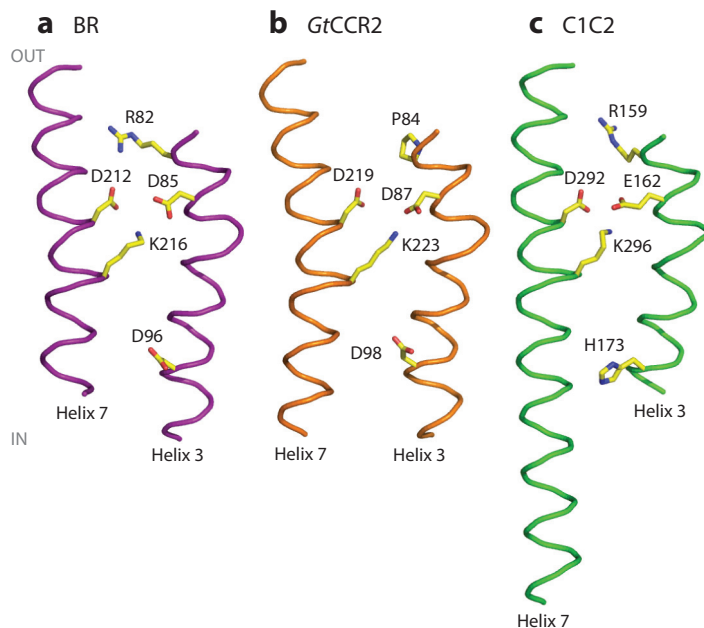 a BR
b GtCCR2
c C1C2
OUT
R82
D212
D85
K216
D96
Helix 7
Helix 3
IN
P84
D219
D87
K223
D98
Helix 7
Helix 3
R159
D292
E162
K296
H173
Helix 3
Helix 7